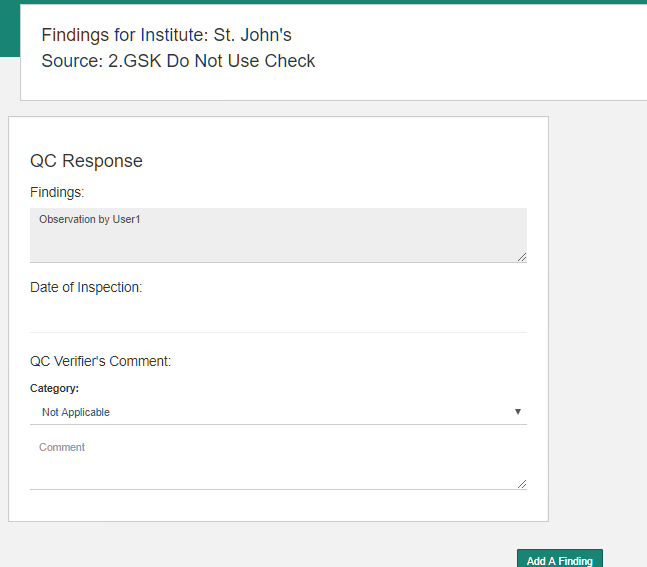 Findings for Institute: St. John's
Source: 2.GSK Do Not Use Check
QC Response
Findings:
Observation by User1
Date of Inspection:
QC Verifier's Comment:
Category:
Not Applicable
Comment
Add A Finding